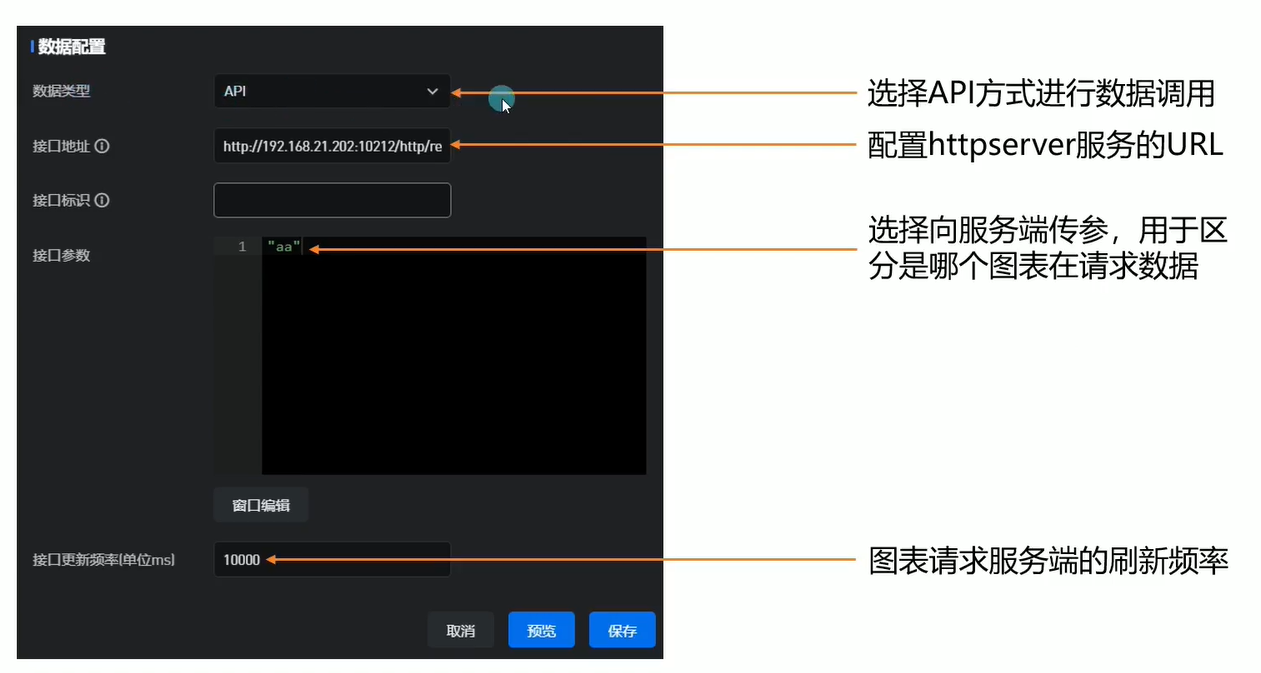 数据配置
数据类型
API
选择API方式进行数据调用
接口地址
http://192.168.21.202:10212/http/re
配置httpserver服务的URL
接口标识
接口参数
1
"aa"
选择向服务端传参，用于区
分是哪个图表在请求数据
窗口编辑
接口更新频率(单位ms)
10000
图表请求服务端的刷新频率
取消
预览
保存